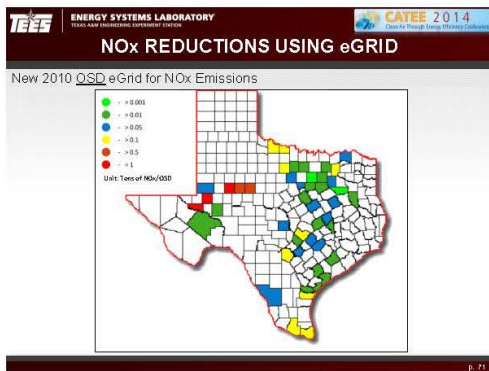 TEES
ENERGY SYSTEMS LABORATORY
TEXAS A&M ENGINEERING EXPERIMENT STATION
CATEE 2014
Clean Air Through Energy Efficiency Conference
NOx REDUCTIONS USING eGRID
New 2010 OSD eGrid for NOx Emissions
- > 0.001
- > 0.01
- > 0.05
- > 0.1
- > 0.5
- > 1
Unit: Tons of NOx/OSD
p. 71